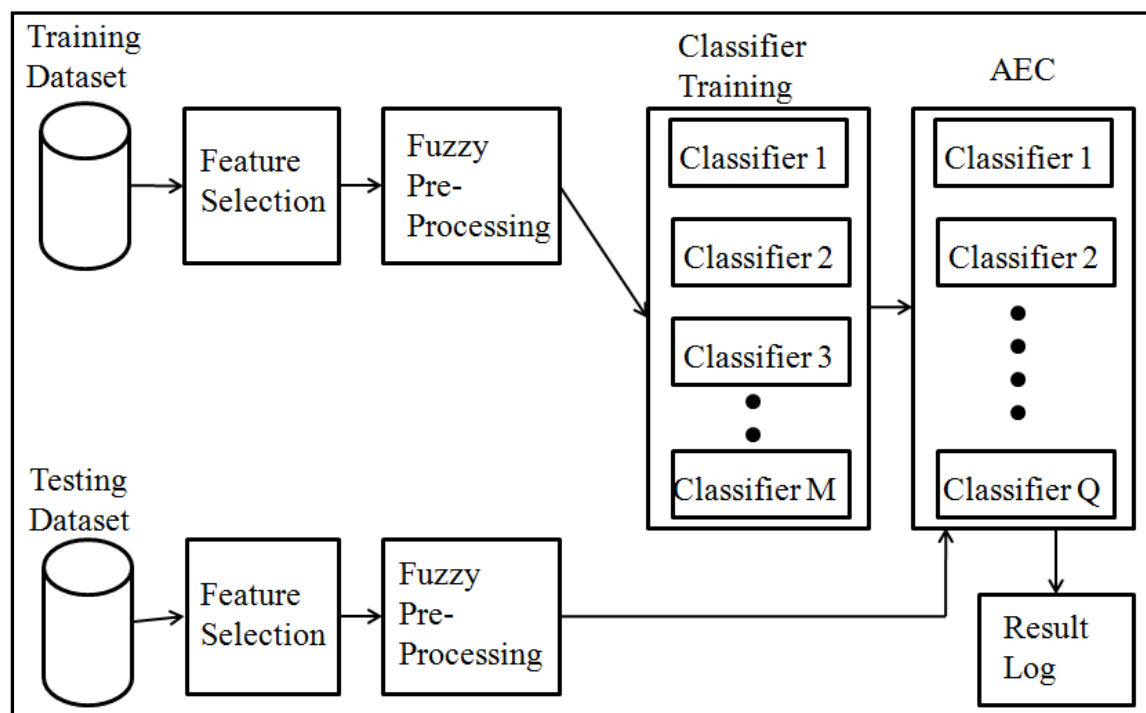 Training
Dataset
Feature
Selection
Fuzzy
Pre-
Processing
Classifier
Training
Classifier 1
Classifier 2
Classifier 3
Classifier M
AEC
Classifier 1
Classifier 2
Classifier Q
Testing
Dataset
Feature
Selection
Fuzzy
Pre-
Processing
Result
Log